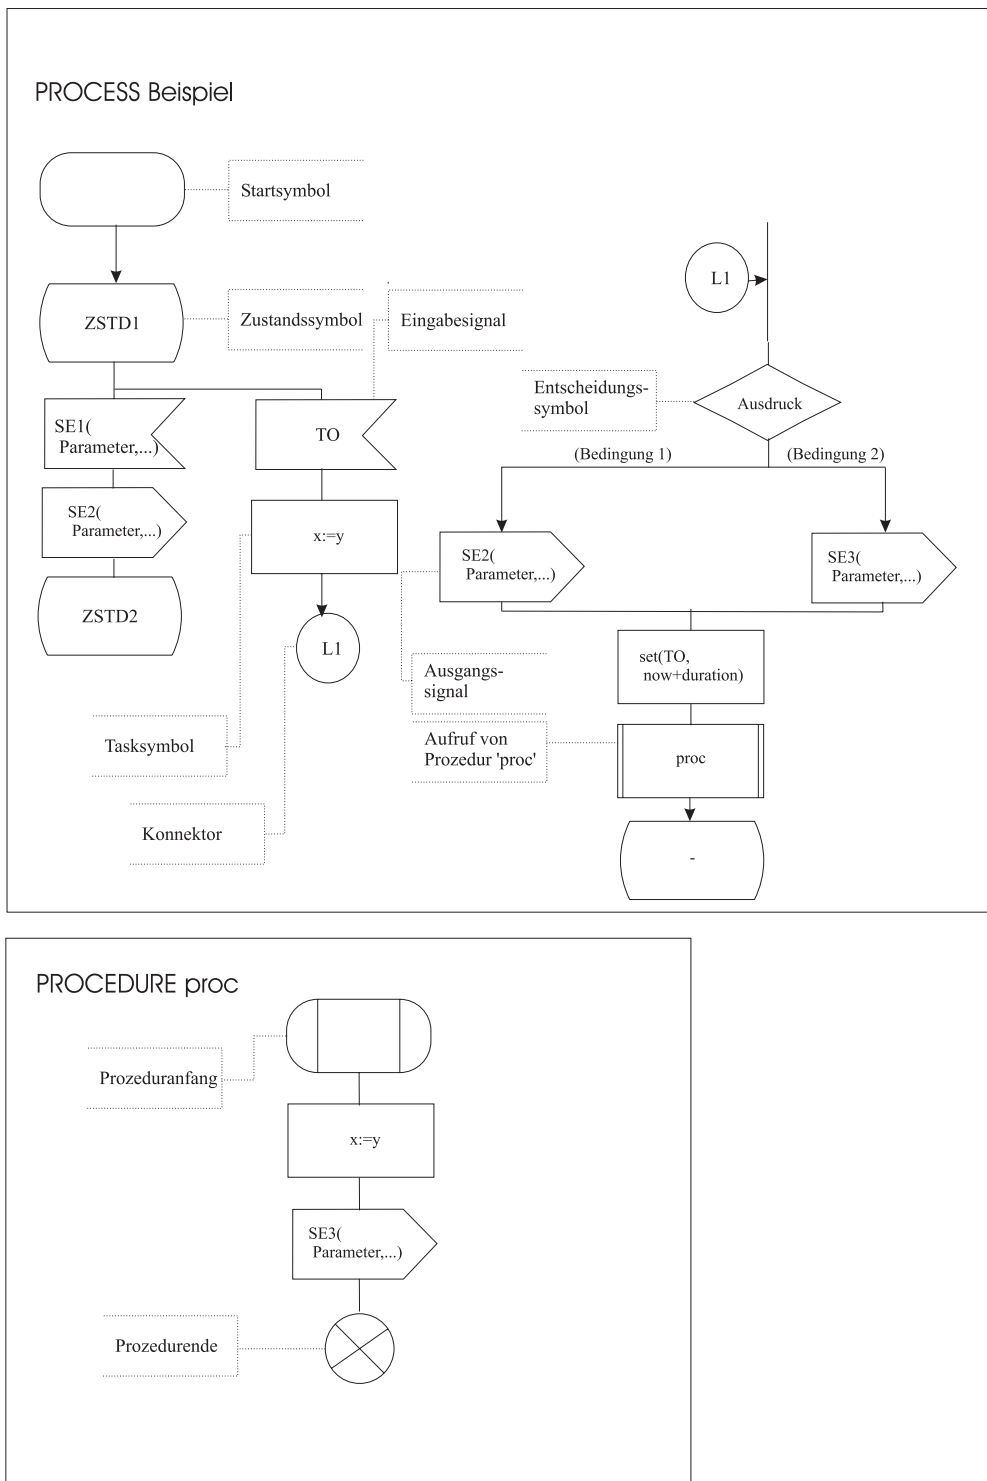 PROCESS Beispiel
Startsymbol
L1
ZSTD1
Zustandssymbol
Eingabesignal
Entscheidungs-
symbol
Ausdruck
SE1(
Parameter,...)
TO
(Bedingung 1)
(Bedingung 2)
SE2(
Parameter,...)
x:=y
SE2(
Parameter,...)
SE3(
Parameter,...)
ZSTD2
L1
set(TO,
now+duration)
Ausgangs-
signal
Tasksymbol
Aufruf von
Prozedur 'proc'
proc
Konnektor
-
PROCEDURE proc
Prozeduranfang
x:=y
SE3(
Parameter,...)
Prozedurende